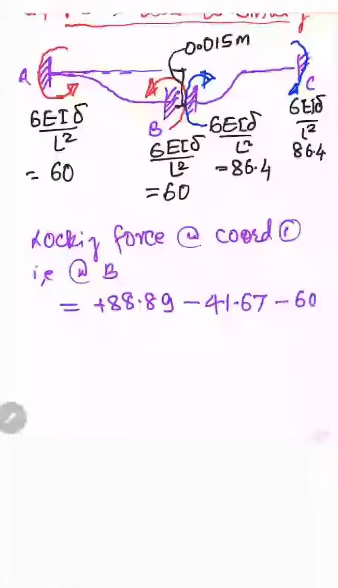 0.015m
A
B
C
6EIδ
L²
= 60
6EIδ
L²
= 60
6EIδ
L²
= 86.4
6EIδ
L²
86.4
Locking force @ coord ①
i,e @ B
= +88.89 - 41.67 - 60